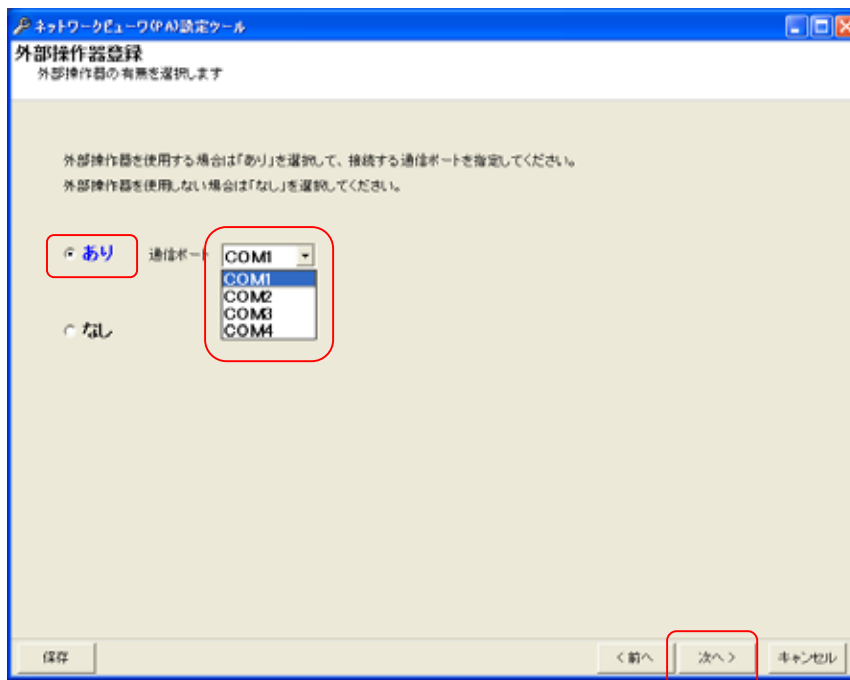 ネットワークビューワ(PA)設定ツール
外部操作器登録
外部操作器の有無を選択します
外部操作器を使用する場合は「あり」を選択して、接続する通信ポートを指定してください。
外部操作器を使用しない場合は「なし」を選択してください。
あり 通信ポート COM1
COM1
COM2
COM3
COM4
なし
保存 <前へ 次へ> キャンセル